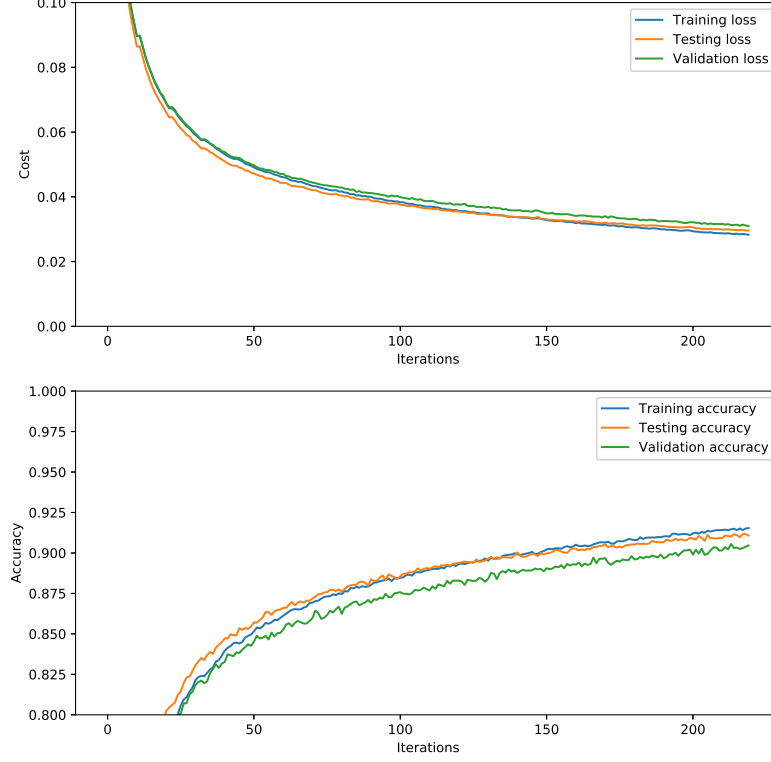 0.10
0.08
0.06
0.04
0.02
0.00
Cost
Training loss
Testing loss
Validation loss
0
50
100
150
200
Iterations
1.000
0.975
0.950
0.925
0.900
0.875
0.850
0.825
0.800
Accuracy
Training accuracy
Testing accuracy
Validation accuracy
0
50
100
150
200
Iterations